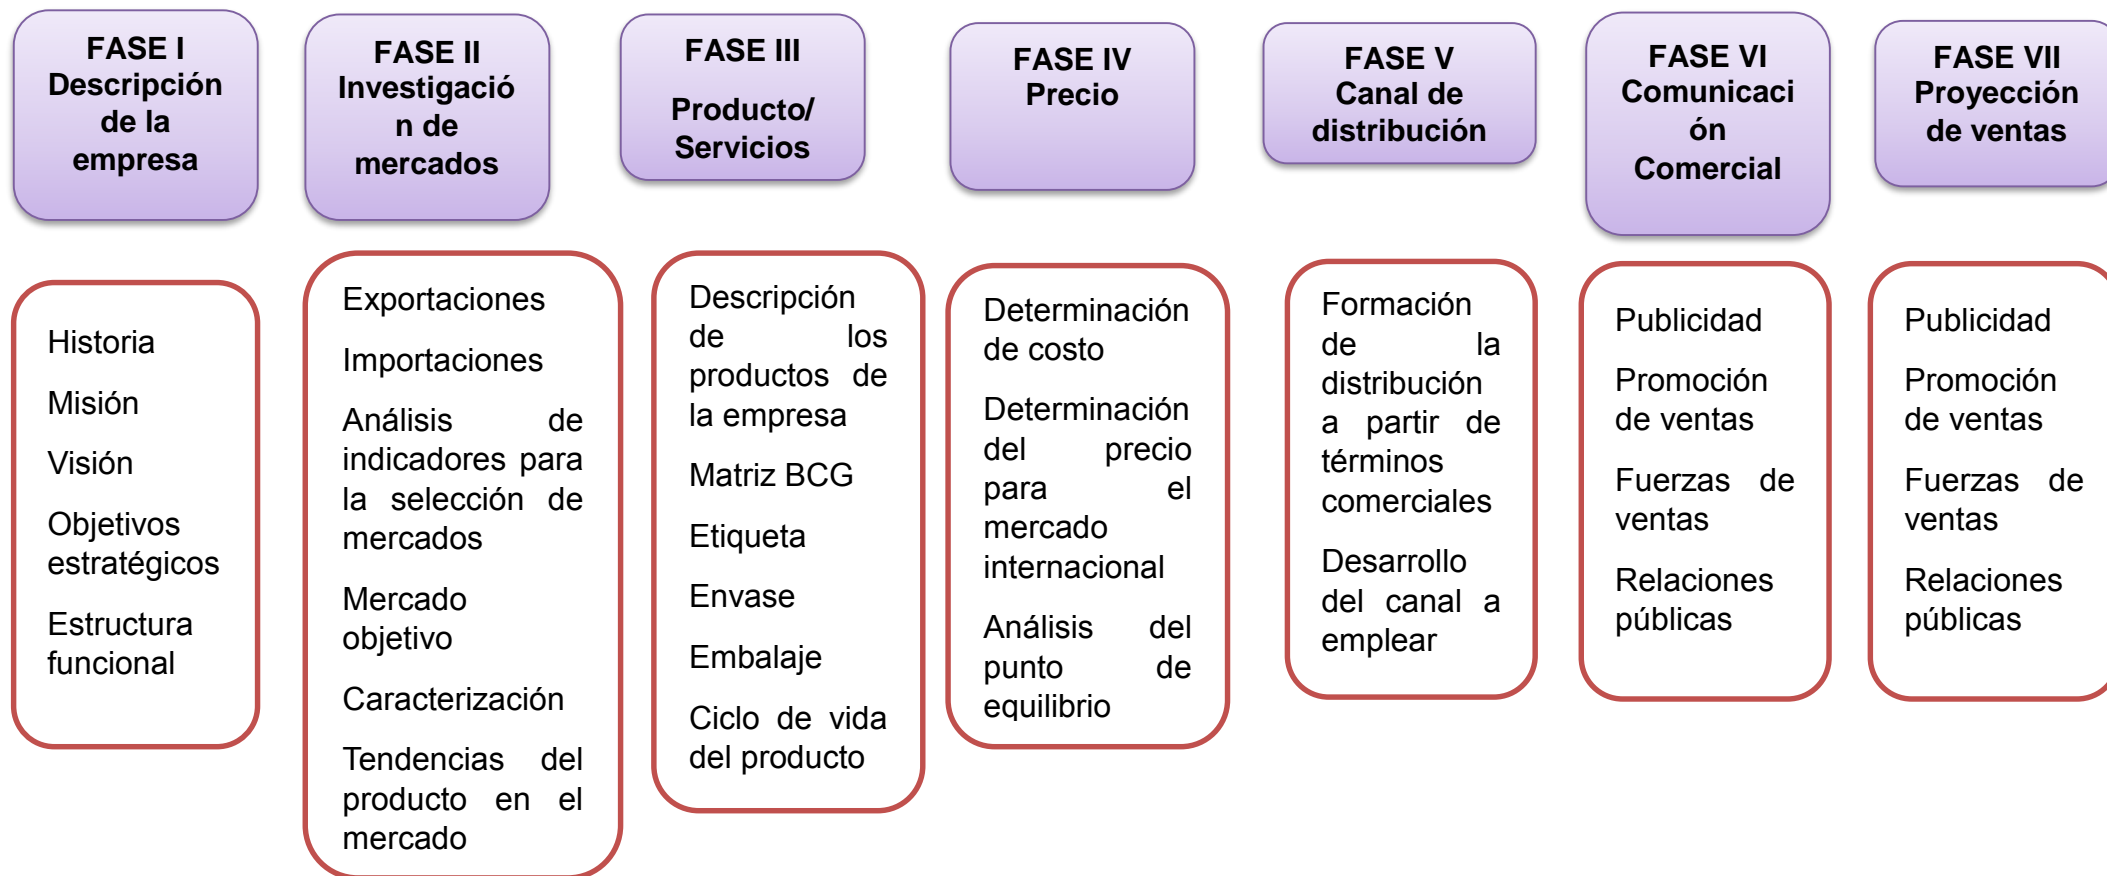 FASE I
Descripción
de la
empresa
FASE II
Investigació
n de
mercados
FASE III
Producto/
Servicios
FASE IV
Precio
FASE V
Canal de
distribución
FASE VI
Comunicaci
ón
Comercial
FASE VII
Proyección
de ventas
Historia
Misión
Visión
Objetivos
estratégicos
Estructura
funcional
Exportaciones
Importaciones
Análisis de
indicadores para
la selección de
mercados
Mercado
objetivo
Caracterización
Tendencias del
producto en el
mercado
Descripción
de los
productos de
la empresa
Matriz BCG
Etiqueta
Envase
Embalaje
Ciclo de vida
del producto
Determinación
de costo
Determinación
del precio
para el
mercado
internacional
Análisis del
punto de
equilibrio
Formación
de la
distribución
a partir de
términos
comerciales
Desarrollo
del canal a
emplear
Publicidad
Promoción
de ventas
Fuerzas de
ventas
Relaciones
públicas
Publicidad
Promoción
de ventas
Fuerzas de
ventas
Relaciones
públicas